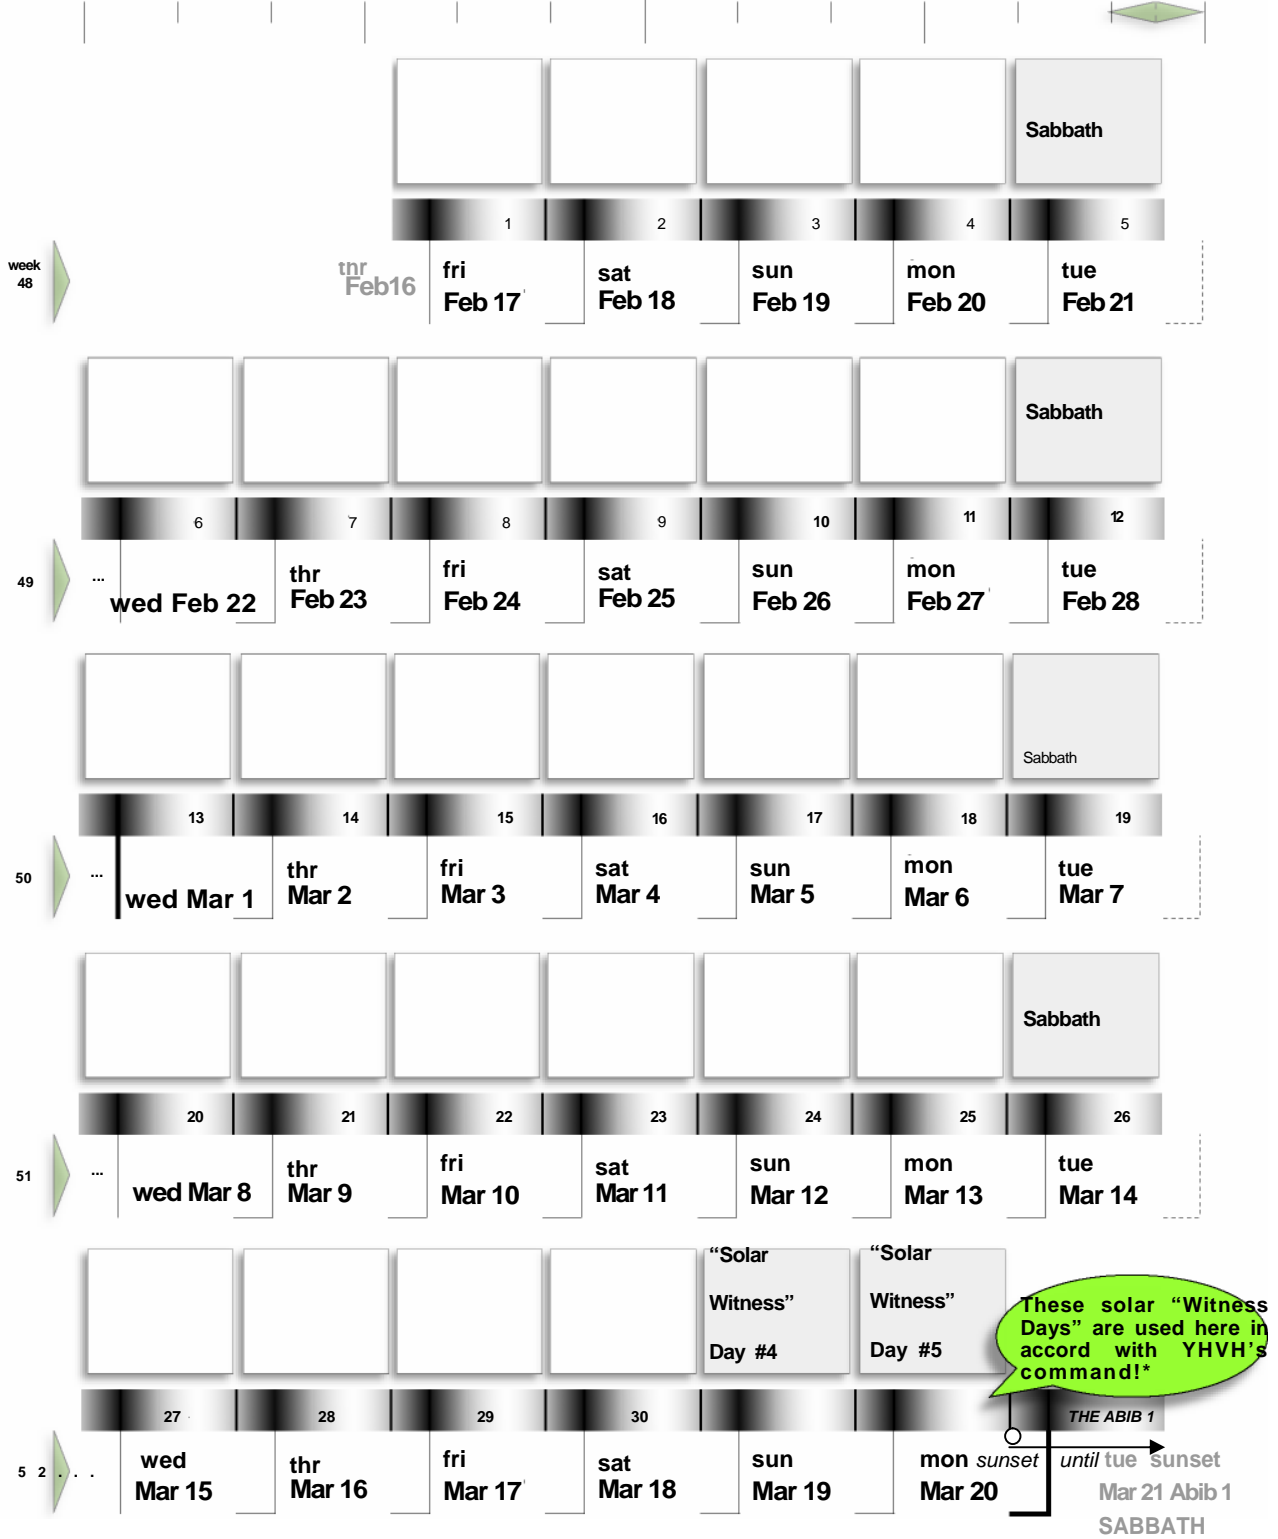 Sabbath
1 2 3 4 5
week
48
thr
Feb16
fri
Feb 17
sat
Feb 18
sun
Feb 19
mon
Feb 20
tue
Feb 21
Sabbath
6 7 8 9 10 11 12
49
...
wed Feb 22
thr
Feb 23
fri
Feb 24
sat
Feb 25
sun
Feb 26
mon
Feb 27
tue
Feb 28
Sabbath
13 14 15 16 17 18 19
50
...
wed Mar 1
thr
Mar 2
fri
Mar 3
sat
Mar 4
sun
Mar 5
mon
Mar 6
tue
Mar 7
Sabbath
20 21 22 23 24 25 26
51
...
wed Mar 8
thr
Mar 9
fri
Mar 10
sat
Mar 11
sun
Mar 12
mon
Mar 13
tue
Mar 14
“Solar
Witness”
Day #4
“Solar
Witness”
Day #5
These solar “Witness
Days” are used here in
accord with YHVH's
command!*
27 28 29 30 THE ABIB 1
5 2 . . .
wed
Mar 15
thr
Mar 16
fri
Mar 17
sat
Mar 18
sun
Mar 19
mon sunset until tue sunset
Mar 20
Mar 21 Abib 1
SABBATH